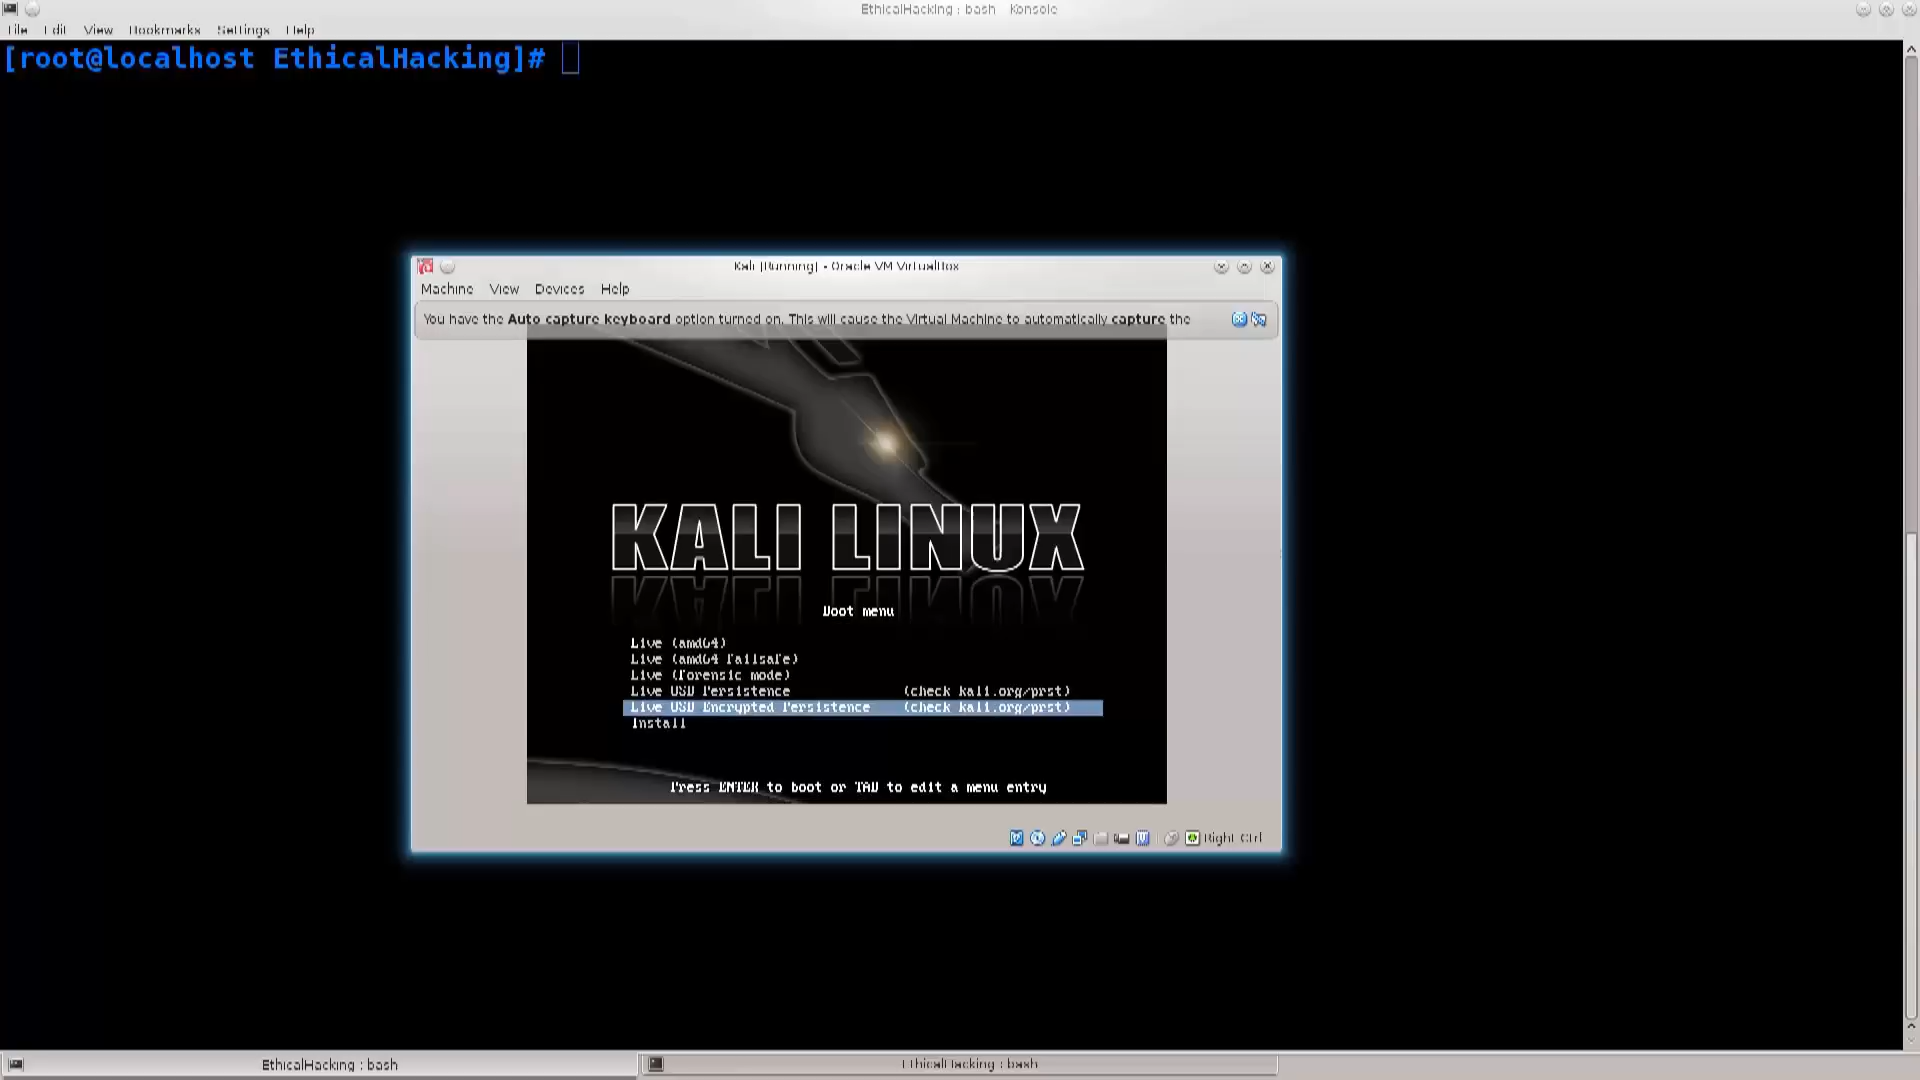 EthicalHacking : bash   Konsole
File   Edit   View   Bookmarks   Settings   Help
[root@localhost EthicalHacking]#
Kali [Running] - Oracle VM VirtualBox
Machine   View   Devices   Help
You have the Auto capture keyboard option turned on. This will cause the Virtual Machine to automatically capture the
KALI LINUX
Boot menu
Live (amd64)
Live (amd64 failsafe)
Live (forensic mode)
Live USB Persistence   (check kali.org/prst)
Live USB Encrypted Persistence   (check kali.org/prst)
Install
Press ENTER to boot or TAB to edit a menu entry
Right Ctrl
EthicalHacking : bash   EthicalHacking : bash